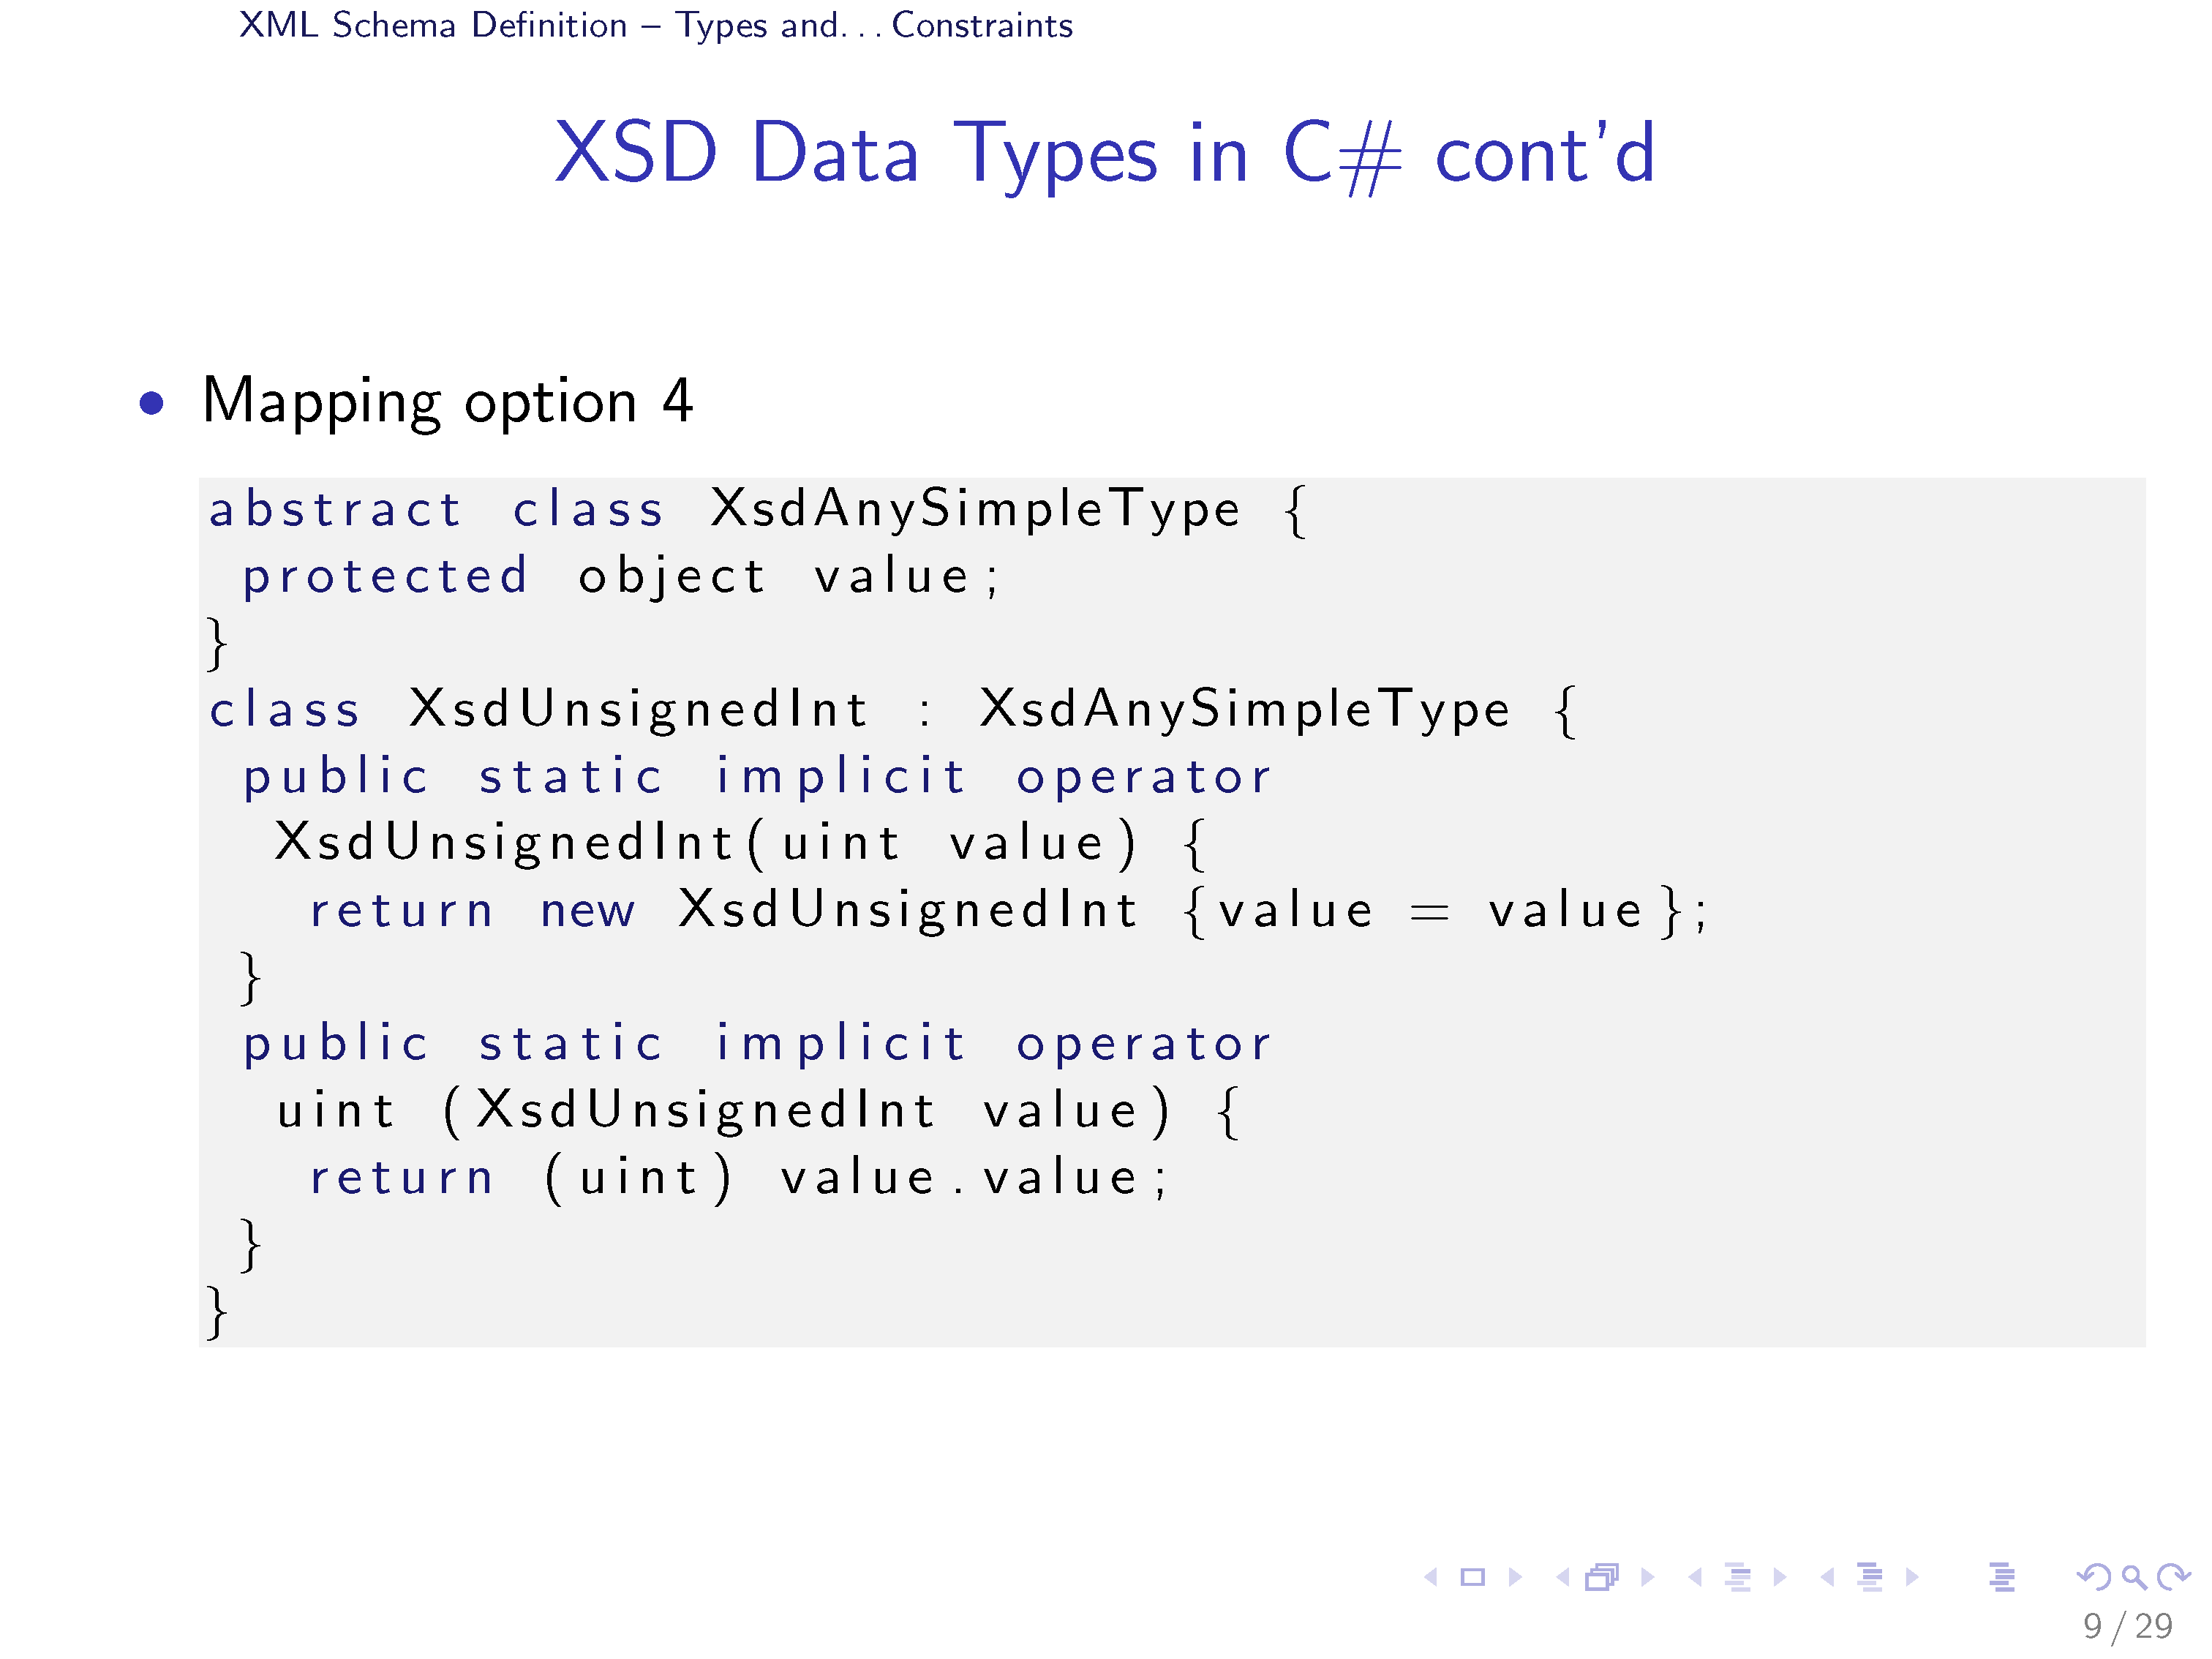 XML Schema Definition – Types and... Constraints
XSD Data Types in C# cont'd
• Mapping option 4
abstract class XsdAnySimpleType {
protected object value;
}
class XsdUnsignedInt : XsdAnySimpleType {
public static implicit operator
XsdUnsignedInt(uint value) {
return new XsdUnsignedInt {value = value};
}
public static implicit operator
uint (XsdUnsignedInt value) {
return (uint) value.value;
}
}
9 / 29